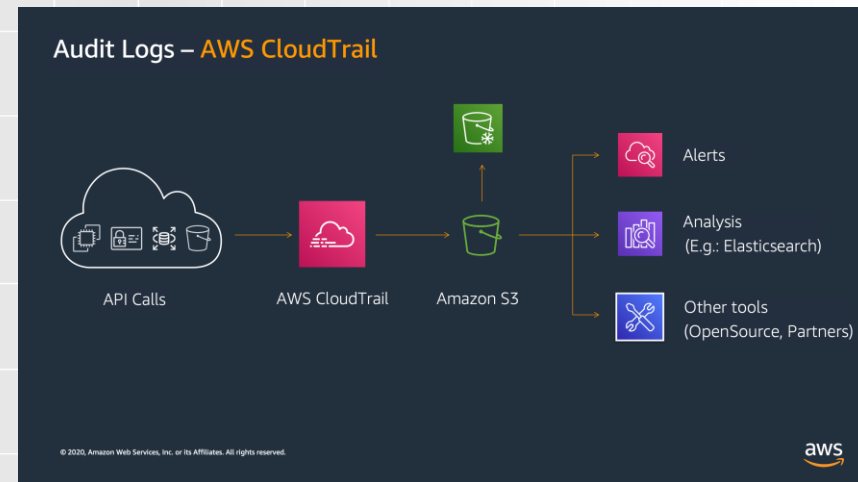 Audit Logs – AWS CloudTrail
Alerts
Analysis
(E.g.: Elasticsearch)
API Calls
AWS CloudTrail
Amazon S3
Other tools
(OpenSource, Partners)
© 2020, Amazon Web Services, Inc. or its Affiliates. All rights reserved.
aws